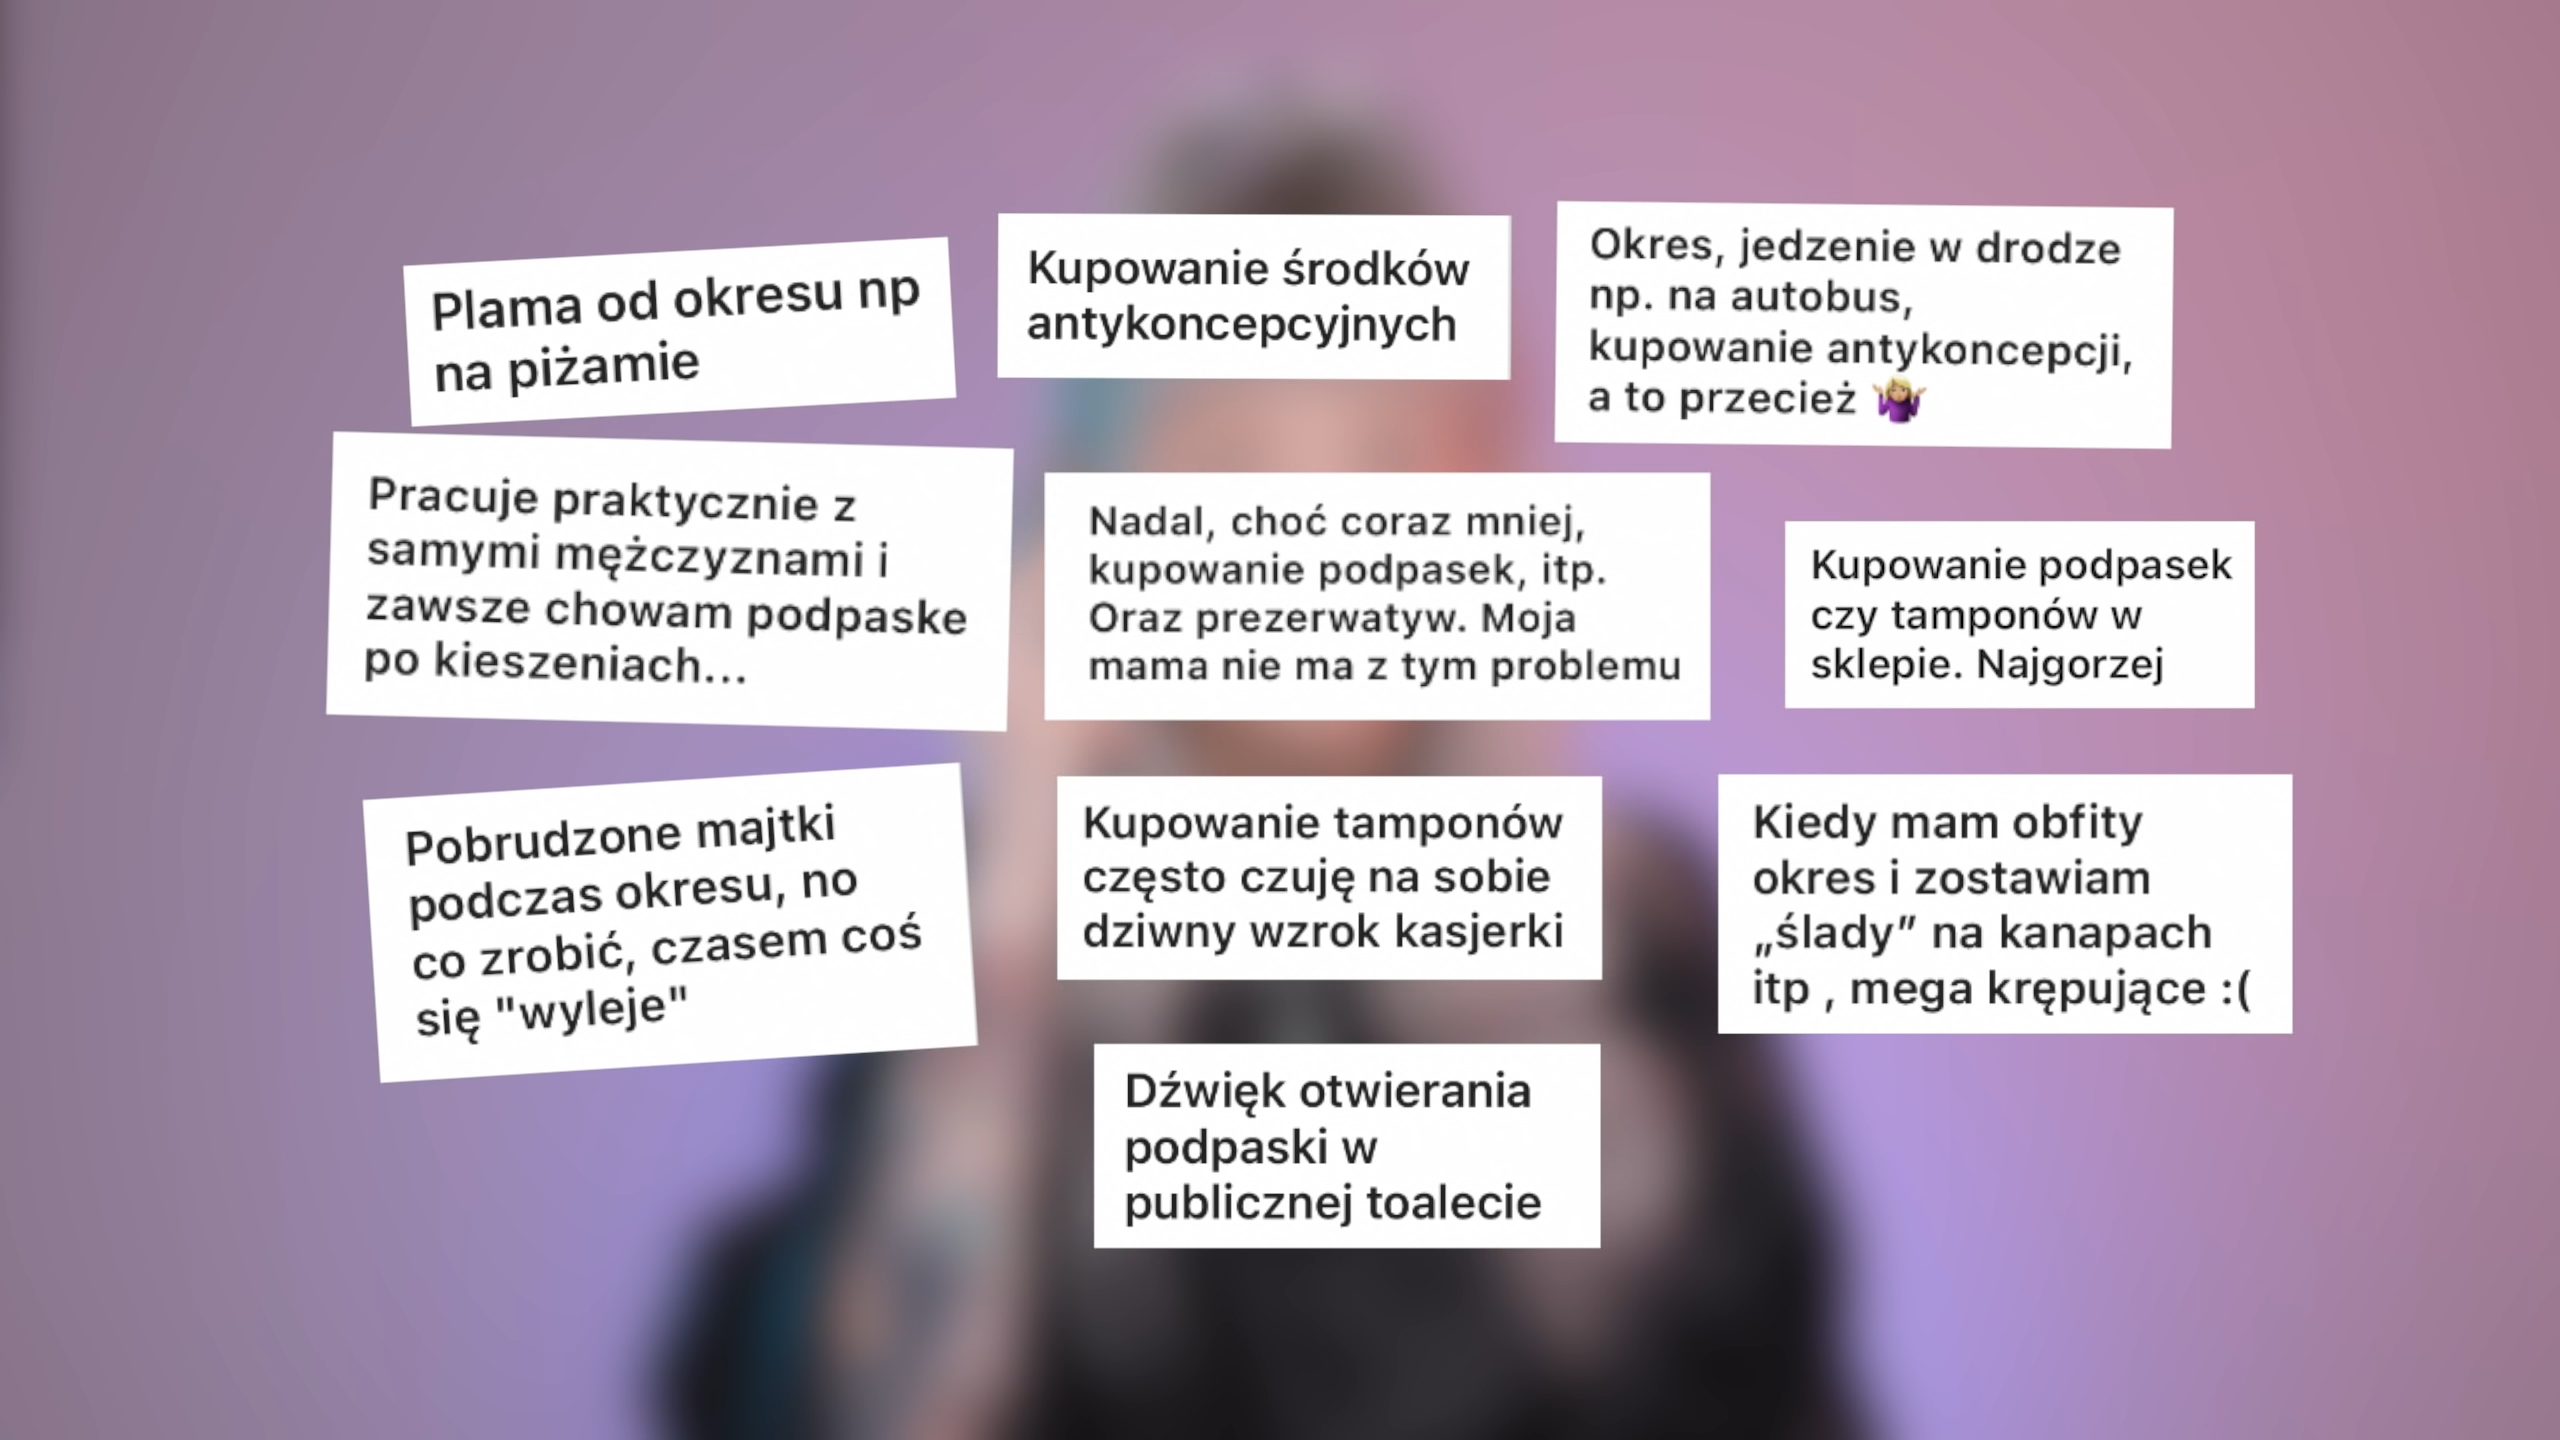 Plama od okresu np
na piżamie
Kupowanie środków
antykoncepcyjnych
Okres, jedzenie w drodze
np. na autobus,
kupowanie antykoncepcji,
a to przecież 🤷🏼‍♀️
Pracuje praktycznie z
samymi mężczyznami i
zawsze chowam podpaske
po kieszeniach...
Nadal, choć coraz mniej,
kupowanie podpasek, itp.
Oraz prezerwatyw. Moja
mama nie ma z tym problemu
Kupowanie podpasek
czy tamponów w
sklepie. Najgorzej
Pobrudzone majtki
podczas okresu, no
co zrobić, czasem coś
się "wyleje"
Kupowanie tamponów
często czuję na sobie
dziwny wzrok kasjerki
Kiedy mam obfity
okres i zostawiam
„ślady” na kanapach
itp , mega krępujące :(
Dźwięk otwierania
podpaski w
publicznej toalecie